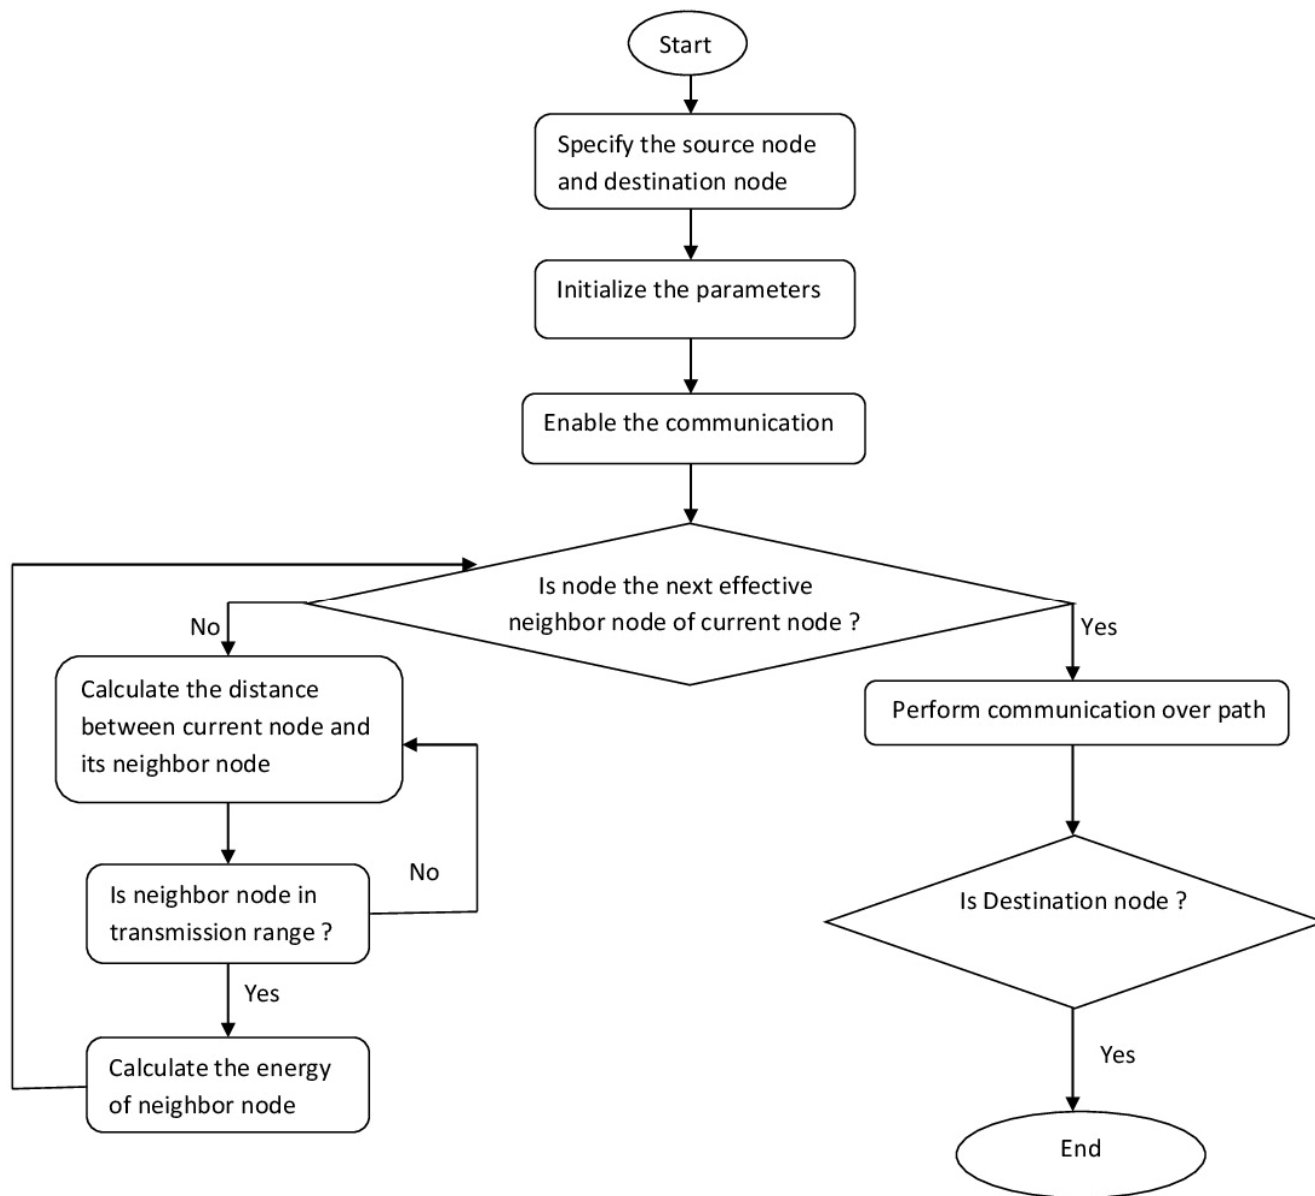 Start
Specify the source node
and destination node
Initialize the parameters
Enable the communication
Is node the next effective
neighbor node of current node ?
No
Yes
Calculate the distance
between current node and
its neighbor node
Perform communication over path
No
Is neighbor node in
transmission range ?
Is Destination node ?
Yes
Calculate the energy
of neighbor node
Yes
End